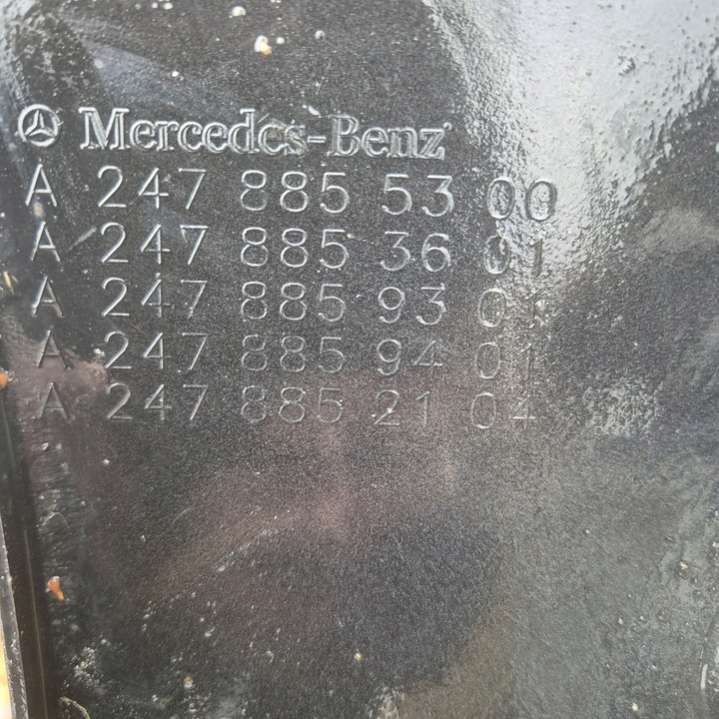 Mercedes-Benz
A 247 885 53 00
A 247 885 36 01
A 247 885 93 01
A 247 885 94 01
A 247 885 21 04